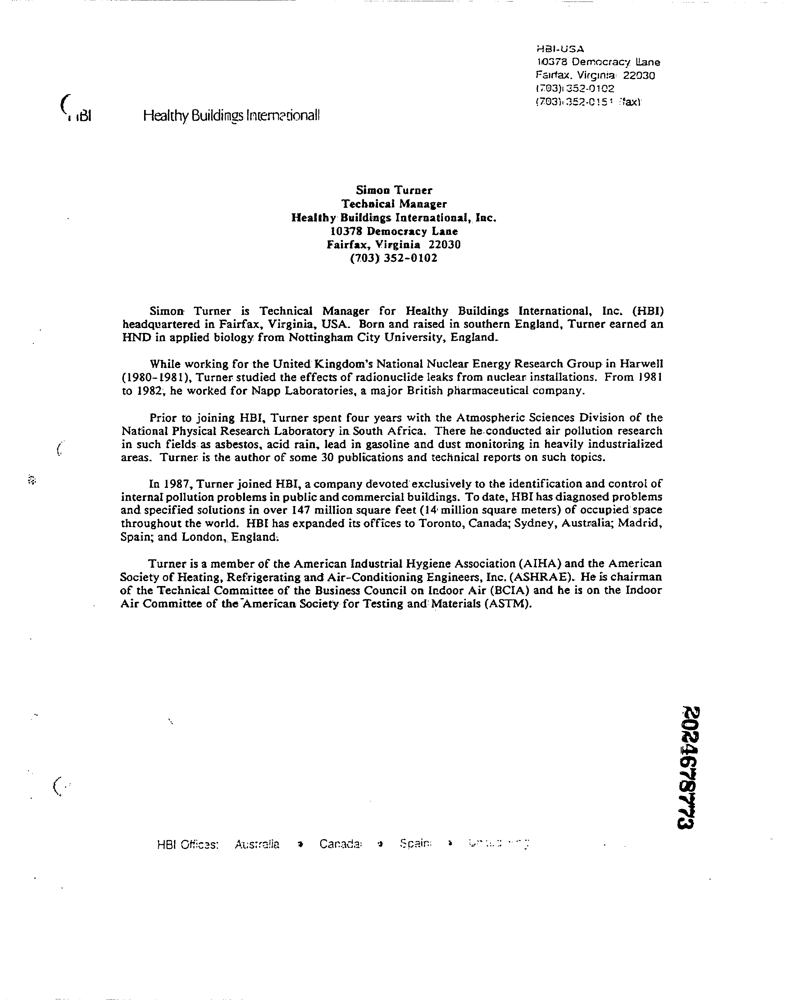 HBI-USA
10378 Democracy Lane
Fairfax, Virginia 22030
(703) 352-0102
(703) 352-0151 (fax)
HBI Healthy Buildings International
Simon Turner
Technical Manager
Healthy Buildings International, Inc.
10378 Democracy Lane
Fairfax, Virginia 22030
(703) 352-0102
Simon Turner is Technical Manager for Healthy Buildings International, Inc. (HBI)
headquartered in Fairfax, Virginia, USA. Born and raised in southern England, Turner earned an
HND in applied biology from Nottingham City University, England.
While working for the United Kingdom's National Nuclear Energy Research Group in Harwell
(1980-1981), Turner studied the effects of radionuclide leaks from nuclear installations. From 1981
to 1982, he worked for Napp Laboratories, a major British pharmaceutical company.
Prior to joining HBI, Turner spent four years with the Atmospheric Sciences Division of the
National Physical Research Laboratory in South Africa. There he conducted air pollution research
in such fields as asbestos, acid rain, lead in gasoline and dust monitoring in heavily industrialized
areas. Turner is the author of some 30 publications and technical reports on such topics.
In 1987, Turner joined HBI, a company devoted exclusively to the identification and control of
internal pollution problems in public and commercial buildings. To date, HBI has diagnosed problems
and specified solutions in over 147 million square feet (14 million square meters) of occupied space
throughout the world. HBI has expanded its offices to Toronto, Canada; Sydney, Australia; Madrid,
Spain; and London, England.
Turner is a member of the American Industrial Hygiene Association (AIHA) and the American
Society of Heating, Refrigerating and Air-Conditioning Engineers, Inc. (ASHRAE). He is chairman
of the Technical Committee of the Business Council on Indoor Air (BCIA) and he is on the Indoor
Air Committee of the American Society for Testing and Materials (ASTM).
2024678773
HBI Offices: Australia • Canada • Spain •